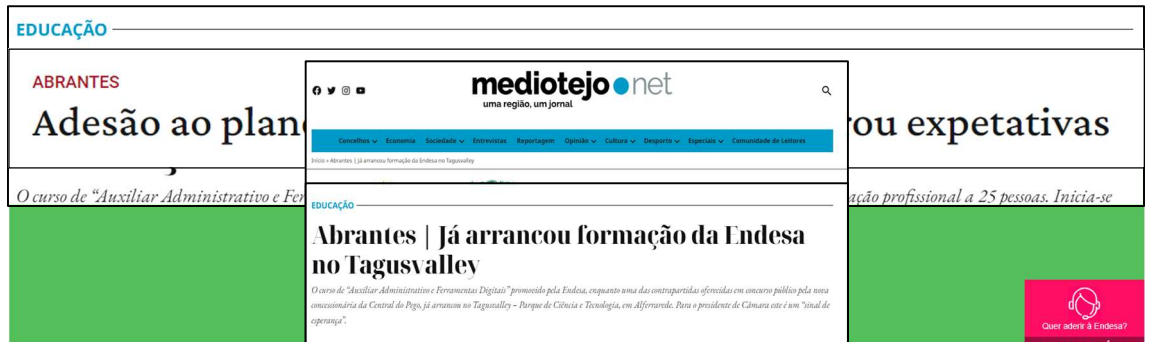 EDUCAÇÃO
ABRANTES
Adesão ao plan
ou expetativas
O curso de “Auxiliar Administrativo e Fer
ação profissional a 25 pessoas. Inicia-se
mediotejo net
uma região, um jornal
Concelhos Economia Sociedade Entrevistas Reportagem Opinião Cultura Desporto Especiais Comunidade de Leitores
Início » Abrantes | Já arrancou formação da Endesa no Tagusvalley
EDUCAÇÃO
Abrantes | Já arrancou formação da Endesa
no Tagusvalley
O curso de “Auxiliar Administrativo e Ferramentas Digitais” promovido pela Endesa, enquanto uma das contrapartidas oferecidas em concurso público pela nova
concessionária da Central do Pego, já arrancou no Tagusvalley – Parque de Ciência e Tecnologia, em Alferrarede. Para o presidente de Câmara este é um “sinal de
esperança”.
Quer aderir à Endesa?